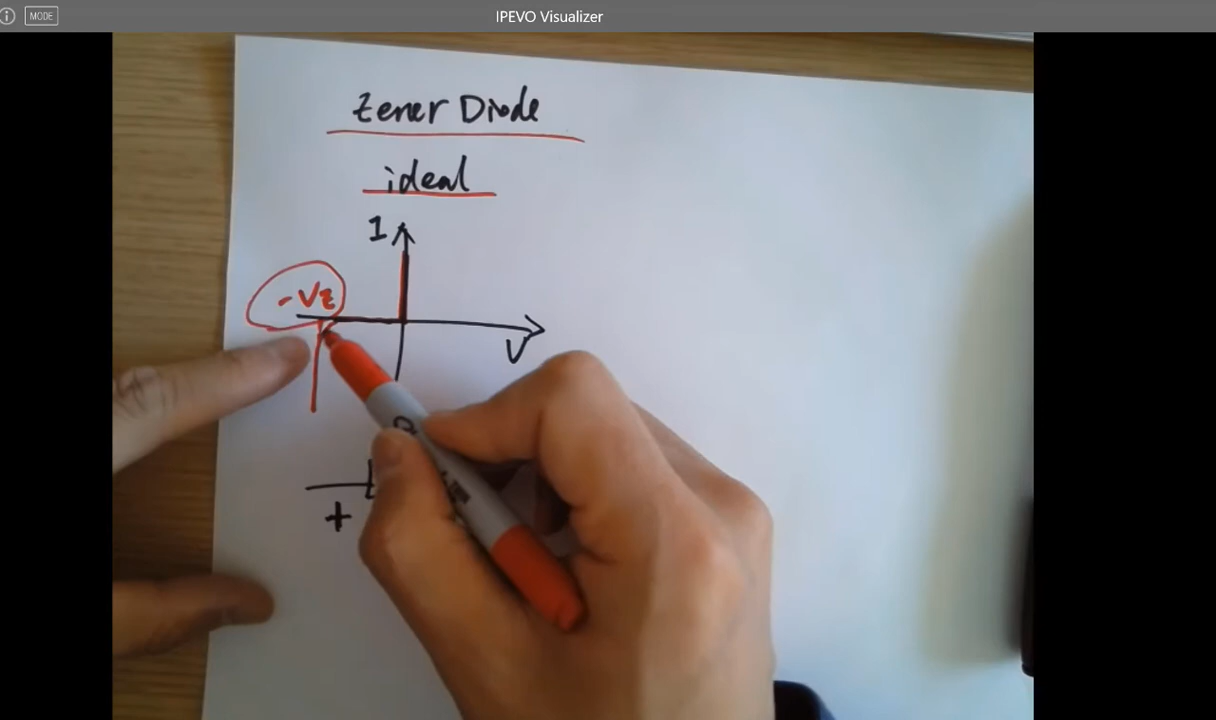 MODE
IPEVO Visualizer
Zener Diode
ideal
I
-Vz
V
+